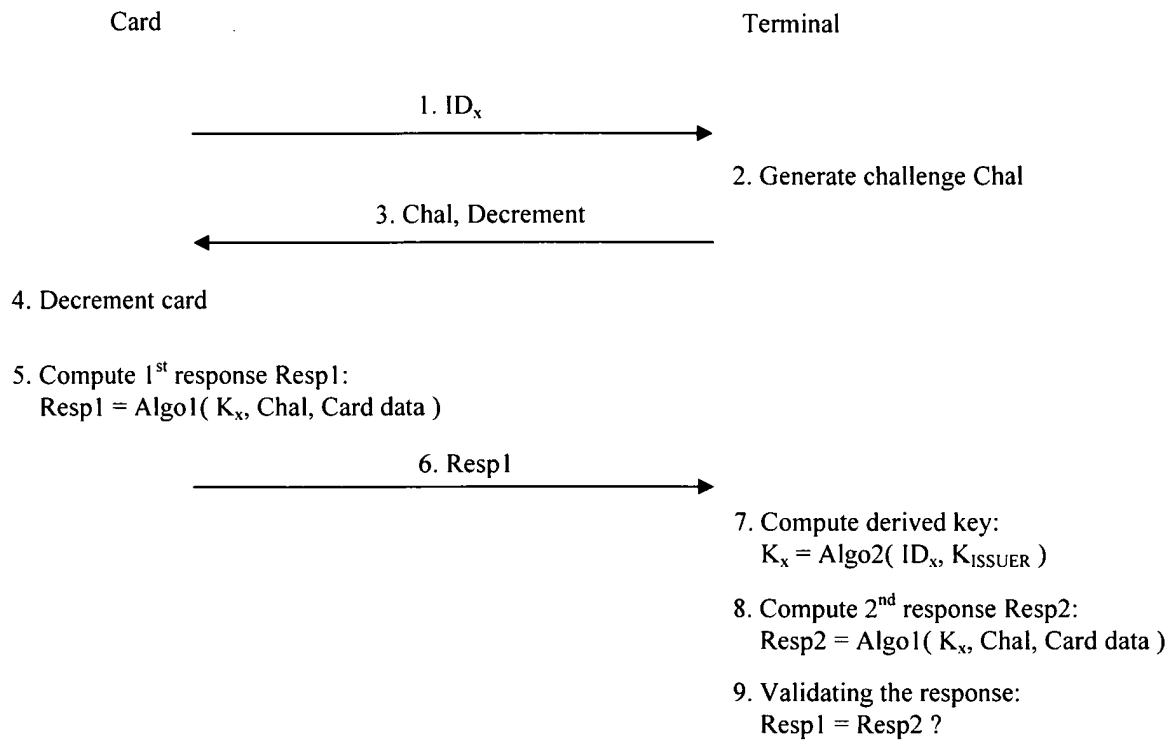 Card
Terminal
1. IDₓ
2. Generate challenge Chal
3. Chal, Decrement
4. Decrement card
5. Compute 1ˢᵗ response Resp1:
Resp1 = Algo1( Kₓ, Chal, Card data )
6. Resp1
7. Compute derived key:
Kₓ = Algo2( IDₓ, K_ISSUER )
8. Compute 2ⁿᵈ response Resp2:
Resp2 = Algo1( Kₓ, Chal, Card data )
9. Validating the response:
Resp1 = Resp2 ?